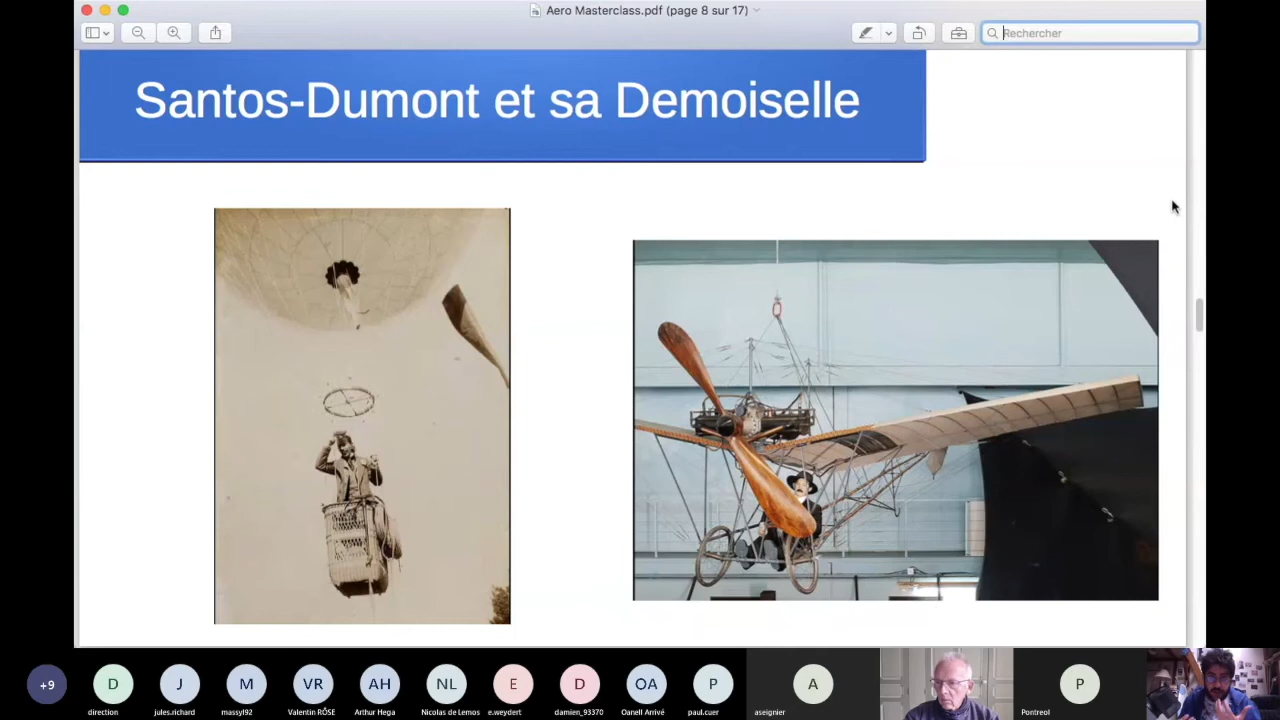 Aero Masterclass.pdf (page 8 sur 17)
Rechercher
Santos-Dumont et sa Demoiselle
+9
D
J
M
VR
AH
NL
E
D
OA
P
A
P
direction
jules.richard
massyl92
Valentin RÔSE
Arthur Hega
Nicolas de Lemos
e.weydert
damien_93370
Oanell Arrivé
paul.cuer
aseignier
Pontreol